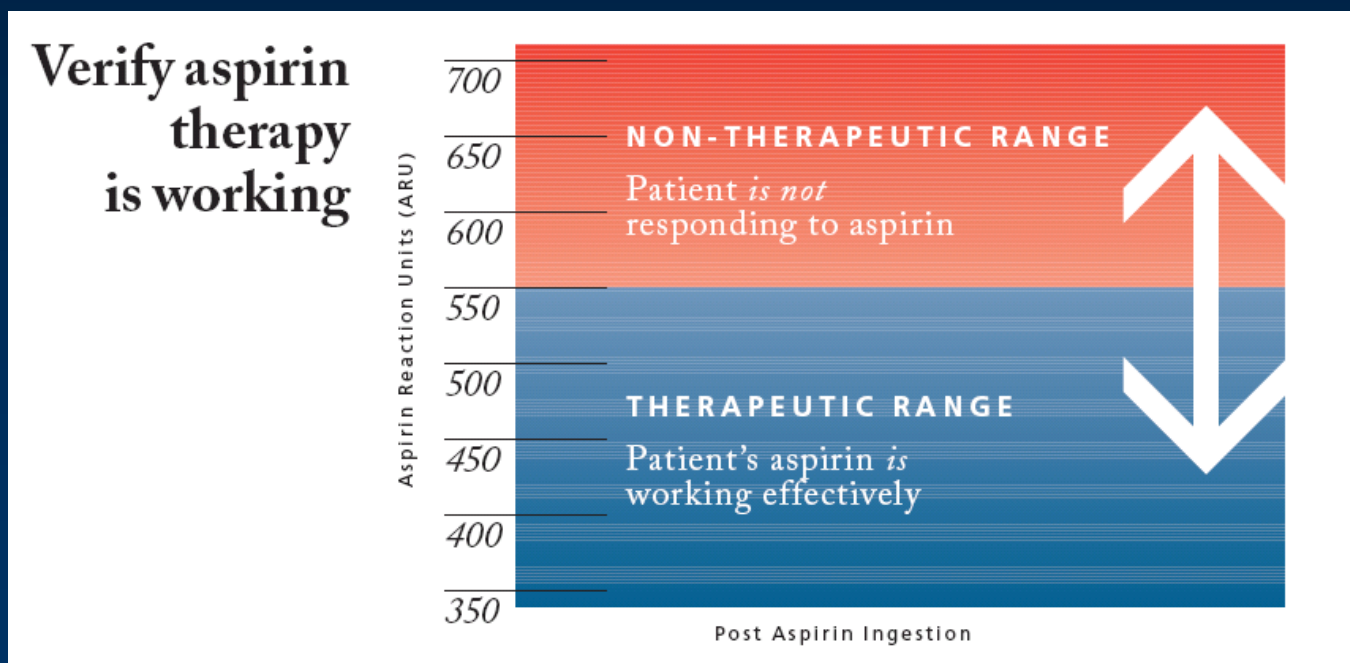 Verify aspirin
therapy
is working
Aspirin Reaction Units (ARU)
700
650
600
550
500
450
400
350
NON-THERAPEUTIC RANGE
Patient is not
responding to aspirin
THERAPEUTIC RANGE
Patient’s aspirin is
working effectively
Post Aspirin Ingestion